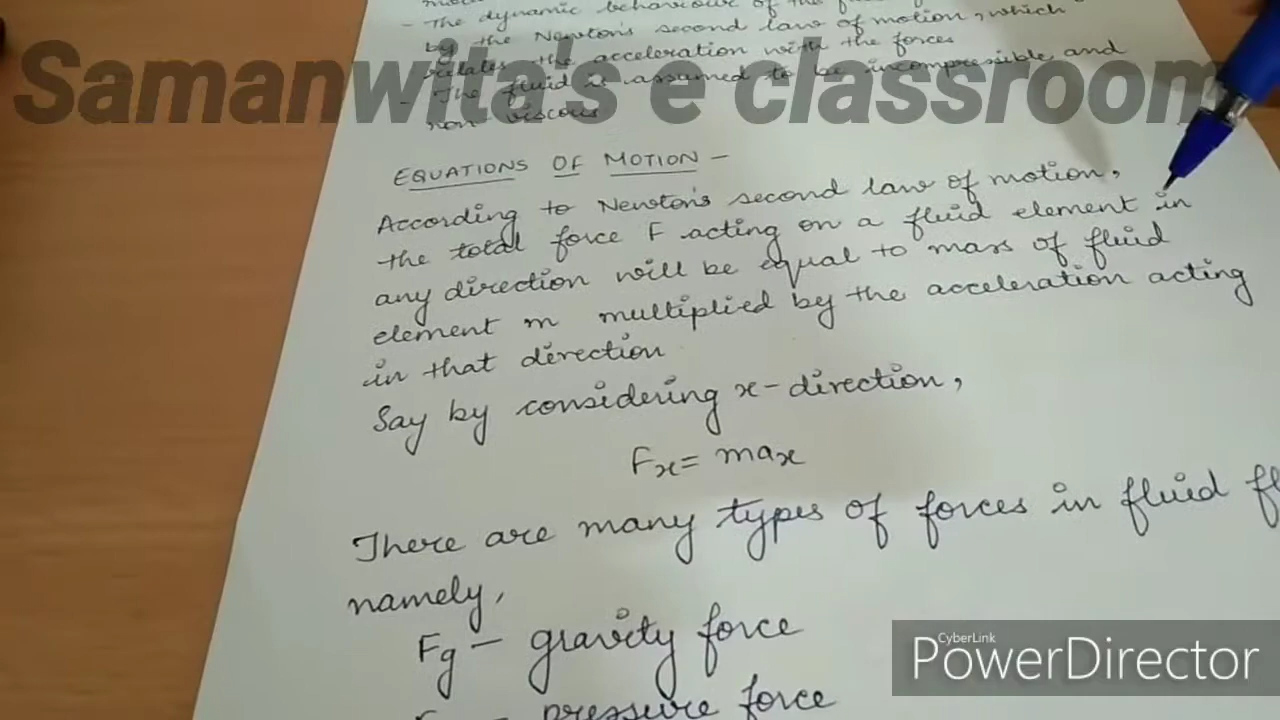 - The dynamic behaviour of the
by the Newton's second law of motion, which
relates the acceleration with the forces
- The fluid is assumed to be incompressible and
non-viscous
Samanwita's e classroom
EQUATIONS OF MOTION -
According to Newton's second law of motion,
the total force F acting on a fluid element in
any direction will be equal to mass of fluid
element m multiplied by the acceleration acting
in that direction
Say by considering x-direction,
Fx = max
There are many types of forces in fluid
namely,
Fg - gravity force
- pressure force
CyberLink
PowerDirector